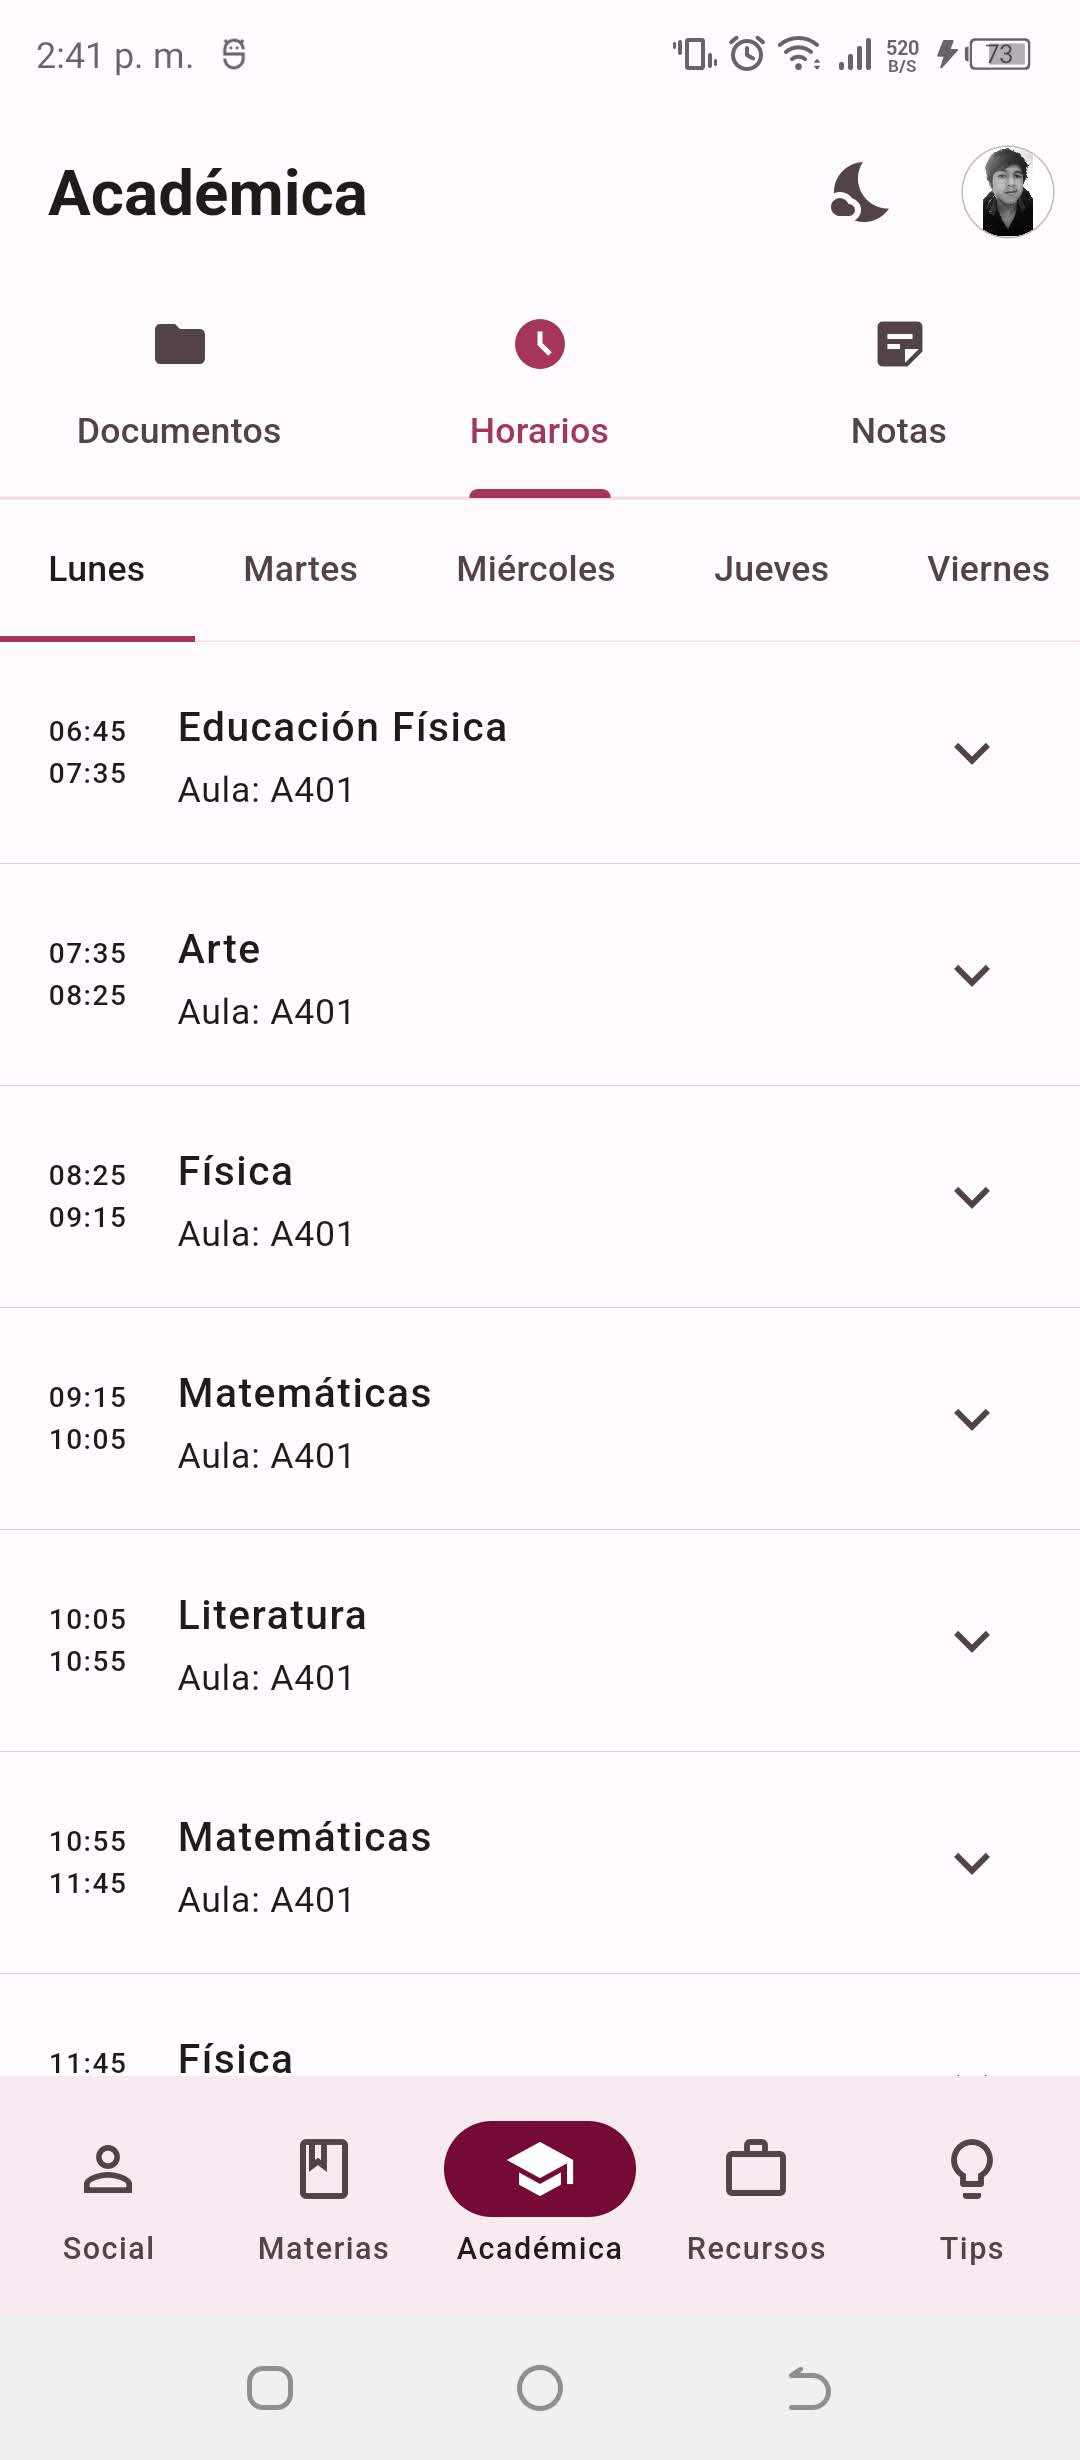 2:41 p. m.
520
B/S
73
Académica
Documentos
Horarios
Notas
Lunes
Martes
Miércoles
Jueves
Viernes
06:45
07:35
Educación Física
Aula: A401
07:35
08:25
Arte
Aula: A401
08:25
09:15
Física
Aula: A401
09:15
10:05
Matemáticas
Aula: A401
10:05
10:55
Literatura
Aula: A401
10:55
11:45
Matemáticas
Aula: A401
11:45
Física
Social
Materias
Académica
Recursos
Tips